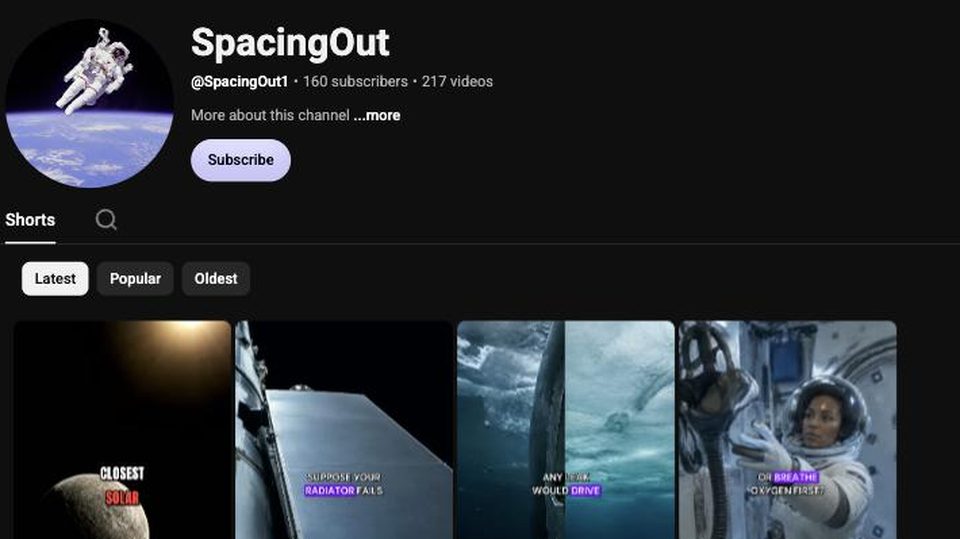 SpacingOut
@SpacingOut1 • 160 subscribers • 217 videos
More about this channel ...more
Subscribe
Shorts
Latest Popular Oldest
CLOSEST
SOLAR
SUPPOSE YOUR
RADIATOR FAILS
ANY LEAK
WOULD DRIVE
OR BREATHE
OXYGEN FIRST?